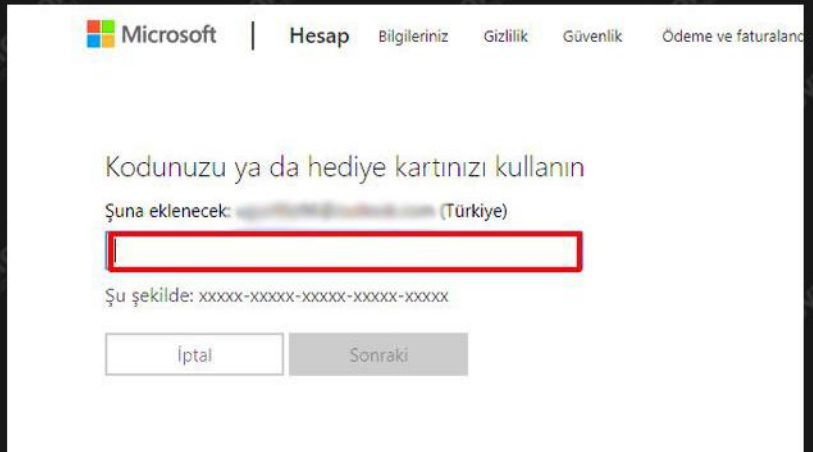 Microsoft | Hesap Bilgileriniz Gizlilik Güvenlik Ödeme ve faturaland
Kodunuzu ya da hediye kartınızı kullanın
Şuna eklenecek: (Türkiye)
Şu şekilde: xxxxx-xxxxx-xxxxx-xxxxx-xxxxx
İptal Sonraki